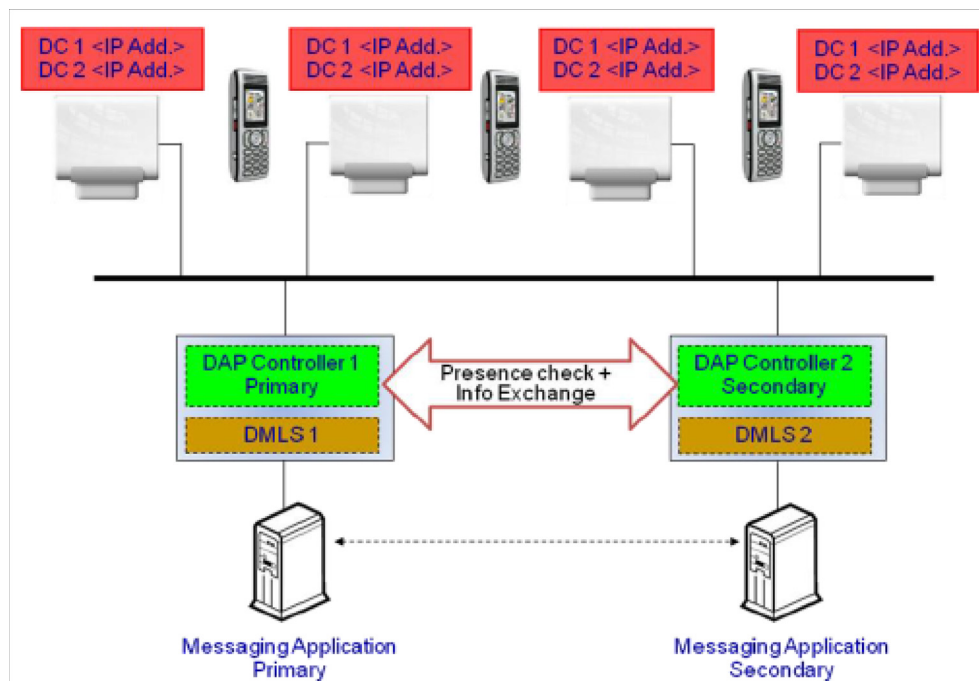 DC 1 <IP Add.>
DC 2 <IP Add.>
DC 1 <IP Add.>
DC 2 <IP Add.>
DC 1 <IP Add.>
DC 2 <IP Add.>
DC 1 <IP Add.>
DC 2 <IP Add.>
DAP Controller 1
Primary
DMLS 1
Presence check +
Info Exchange
DAP Controller 2
Secondary
DMLS 2
Messaging Application
Primary
Messaging Application
Secondary